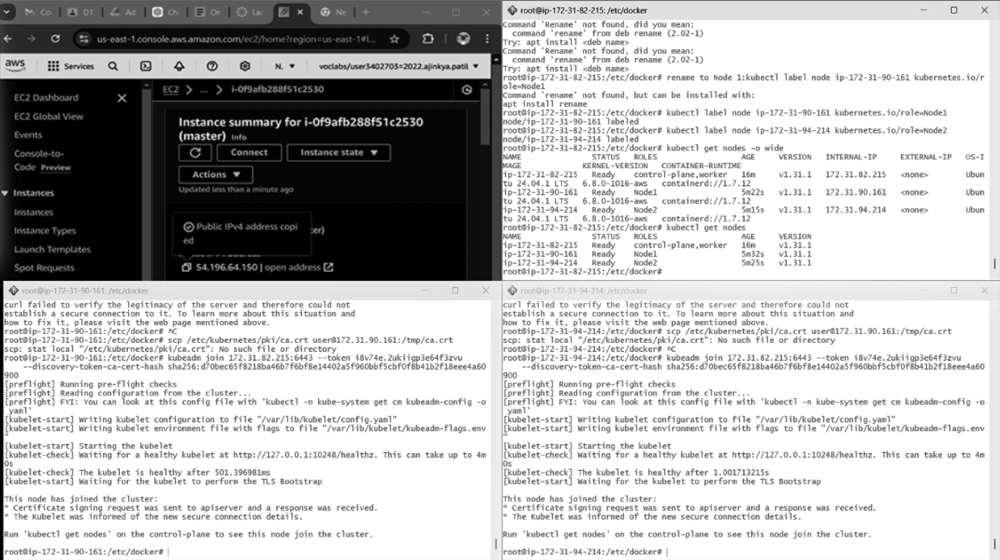 Co
D1
Ad
Ch
On
La
Ne
us-east-1.console.aws.amazon.com/ec2/home?region=us-east-1#I...
aws
Services
N. ▼
voclabs/user3402703=2022.ajinkya.patil ▼
EC2 Dashboard
EC2 Global View
Events
Console-to-
Code Preview
Instances
Instances
Instance Types
Launch Templates
Spot Requests
EC2 > ... > i-0f9afb288f51c2530
Instance summary for i-0f9afb288f51c2530
(master) Info
Connect
Instance state ▼
Actions ▼
Updated less than a minute ago
Public IPv4 address copi
ed
54.196.64.150 | open address
root@ip-172-31-82-215: /etc/docker
Command 'Rename' not found, did you mean:
command 'rename' from deb rename (2.02-1)
Try: apt install <deb name>
Command 'Rename' not found, did you mean:
command 'rename' from deb rename (2.02-1)
Try: apt install <deb name>
root@ip-172-31-82-215:/etc/docker# rename to Node 1:kubectl label node ip-172-31-90-161 kubernetes.io/r
ole=Node1
Command 'rename' not found, but can be installed with:
apt install rename
root@ip-172-31-82-215:/etc/docker# kubectl label node ip-172-31-90-161 kubernetes.io/role=Node1
node/ip-172-31-90-161 labeled
root@ip-172-31-82-215:/etc/docker# kubectl label node ip-172-31-94-214 kubernetes.io/role=Node2
node/ip-172-31-94-214 labeled
root@ip-172-31-82-215:/etc/docker# kubectl get nodes -o wide
NAME STATUS ROLES AGE VERSION INTERNAL-IP EXTERNAL-IP OS-I
MAGE KERNEL-VERSION CONTAINER-RUNTIME
ip-172-31-82-215 Ready control-plane,worker 16m v1.31.1 172.31.82.215 <none> Ubun
tu 24.04.1 LTS 6.8.0-1016-aws containerd://1.7.12
ip-172-31-90-161 Ready Node1 5m22s v1.31.1 172.31.90.161 <none> Ubun
tu 24.04.1 LTS 6.8.0-1016-aws containerd://1.7.12
ip-172-31-94-214 Ready Node2 5m15s v1.31.1 172.31.94.214 <none> Ubun
tu 24.04.1 LTS 6.8.0-1016-aws containerd://1.7.12
root@ip-172-31-82-215:/etc/docker# kubectl get nodes
NAME STATUS ROLES AGE VERSION
ip-172-31-82-215 Ready control-plane,worker 16m v1.31.1
ip-172-31-90-161 Ready Node1 5m32s v1.31.1
ip-172-31-94-214 Ready Node2 5m25s v1.31.1
root@ip-172-31-82-215:/etc/docker#
root@ip-172-31-90-161: /etc/docker
curl failed to verify the legitimacy of the server and therefore could not
establish a secure connection to it. To learn more about this situation and
how to fix it, please visit the web page mentioned above.
root@ip-172-31-90-161:/etc/docker# ^C
root@ip-172-31-90-161:/etc/docker# scp /etc/kubernetes/pki/ca.crt user@172.31.90.161:/tmp/ca.crt
scp: stat local "/etc/kubernetes/pki/ca.crt": No such file or directory
root@ip-172-31-90-161:/etc/docker# kubeadm join 172.31.82.215:6443 --token i8v74e.2ukiigp3e64f3zvu
--discovery-token-ca-cert-hash sha256:d70bec65f8218ba46b7f6bf8e14402a5f960bbf5cbf0f8b41b2f18eee4a60
900
[preflight] Running pre-flight checks
[preflight] Reading configuration from the cluster...
[preflight] FYI: You can look at this config file with 'kubectl -n kube-system get cm kubeadm-config -o
yaml'
[kubelet-start] Writing kubelet configuration to file "/var/lib/kubelet/config.yaml"
[kubelet-start] Writing kubelet environment file with flags to file "/var/lib/kubelet/kubeadm-flags.env
"
[kubelet-start] Starting the kubelet
[kubelet-check] Waiting for a healthy kubelet at http://127.0.0.1:10248/healthz. This can take up to 4m
0s
[kubelet-check] The kubelet is healthy after 501.396981ms
[kubelet-start] Waiting for the kubelet to perform the TLS Bootstrap
This node has joined the cluster:
* Certificate signing request was sent to apiserver and a response was received.
* The Kubelet was informed of the new secure connection details.
Run 'kubectl get nodes' on the control-plane to see this node join the cluster.
root@ip-172-31-90-161:/etc/docker#
root@ip-172-31-94-214: /etc/docker
curl failed to verify the legitimacy of the server and therefore could not
establish a secure connection to it. To learn more about this situation and
how to fix it, please visit the web page mentioned above.
root@ip-172-31-94-214:/etc/docker# scp /etc/kubernetes/pki/ca.crt user@172.31.90.161:/tmp/ca.crt
scp: stat local "/etc/kubernetes/pki/ca.crt": No such file or directory
root@ip-172-31-94-214:/etc/docker# ^C
root@ip-172-31-94-214:/etc/docker# kubeadm join 172.31.82.215:6443 --token i8v74e.2ukiigp3e64f3zvu
--discovery-token-ca-cert-hash sha256:d70bec65f8218ba46b7f6bf8e14402a5f960bbf5cbf0f8b41b2f18eee4a60
900
[preflight] Running pre-flight checks
[preflight] Reading configuration from the cluster...
[preflight] FYI: You can look at this config file with 'kubectl -n kube-system get cm kubeadm-config -o
yaml'
[kubelet-start] Writing kubelet configuration to file "/var/lib/kubelet/config.yaml"
[kubelet-start] Writing kubelet environment file with flags to file "/var/lib/kubelet/kubeadm-flags.env
"
[kubelet-start] Starting the kubelet
[kubelet-check] Waiting for a healthy kubelet at http://127.0.0.1:10248/healthz. This can take up to 4m
0s
[kubelet-check] The kubelet is healthy after 1.001713215s
[kubelet-start] Waiting for the kubelet to perform the TLS Bootstrap
This node has joined the cluster:
* Certificate signing request was sent to apiserver and a response was received.
* The Kubelet was informed of the new secure connection details.
Run 'kubectl get nodes' on the control-plane to see this node join the cluster.
root@ip-172-31-94-214:/etc/docker#